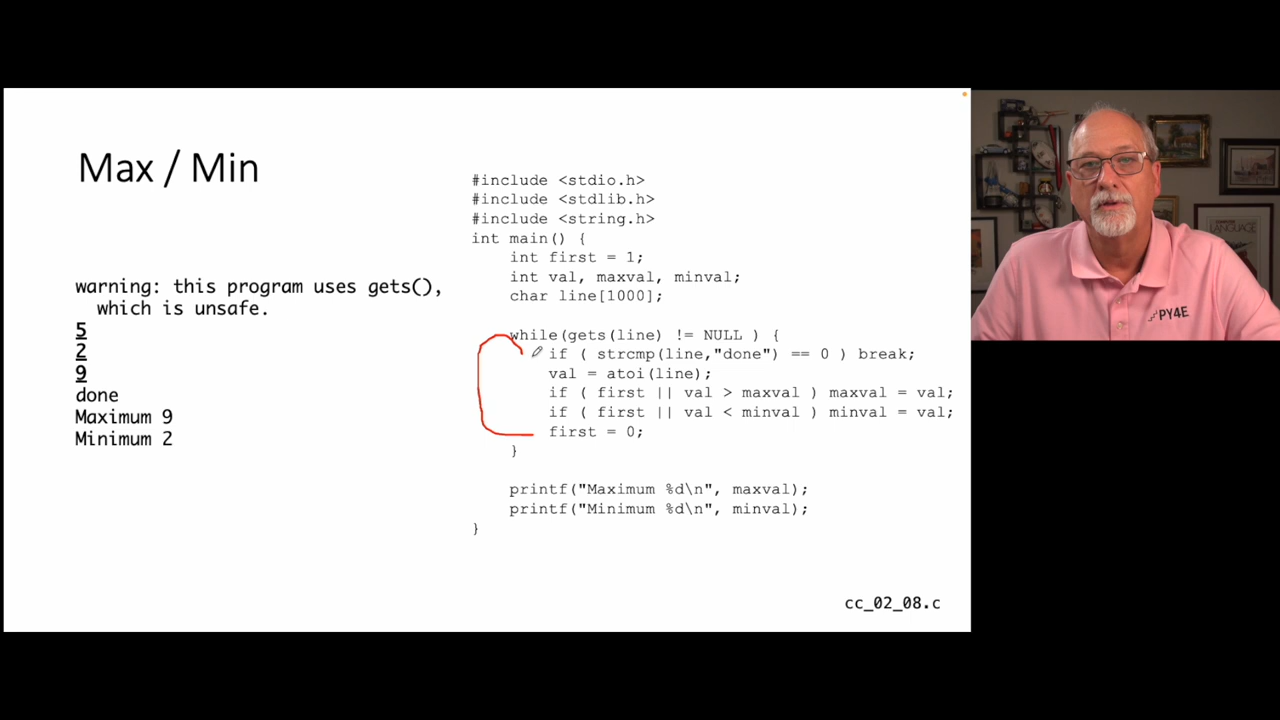 Max / Min
warning: this program uses gets(),
which is unsafe.
5
2
9
done
Maximum 9
Minimum 2
#include <stdio.h>
#include <stdlib.h>
#include <string.h>
int main() {
    int first = 1;
    int val, maxval, minval;
    char line[1000];
    while(gets(line) != NULL ) {
        if ( strcmp(line,"done") == 0 ) break;
        val = atoi(line);
        if ( first || val > maxval ) maxval = val;
        if ( first || val < minval ) minval = val;
        first = 0;
    }
    printf("Maximum %d\n", maxval);
    printf("Minimum %d\n", minval);
}
cc_02_08.c
PY4E
LANGUAGE